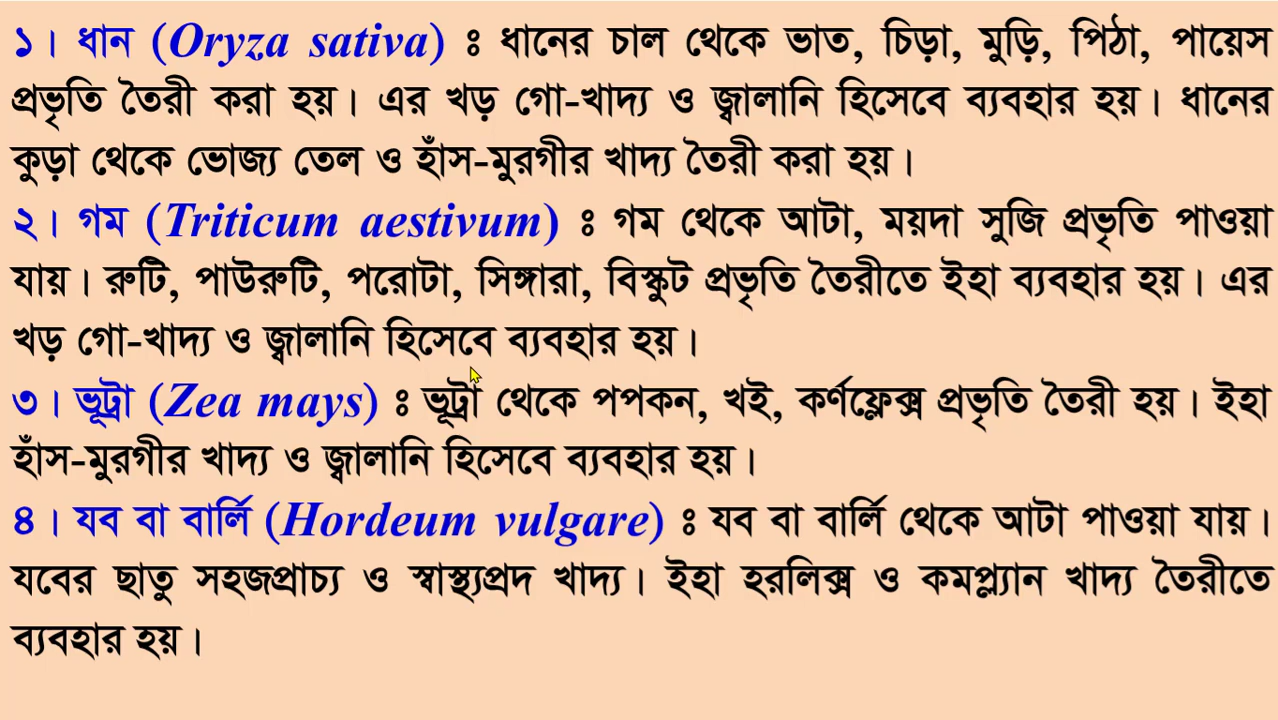 ১। ধান (Oryza sativa) ঃ ধানের চাল থেকে ভাত, চিড়া, মুড়ি, পিঠা, পায়েস
প্রভৃতি তৈরী করা হয়। এর খড় গো-খাদ্য ও জ্বালানি হিসেবে ব্যবহার হয়। ধানের
কুড়া থেকে ভোজ্য তেল ও হাঁস-মুরগীর খাদ্য তৈরী করা হয়।
২। গম (Triticum aestivum) ঃ গম থেকে আটা, ময়দা সুজি প্রভৃতি পাওয়া
যায়। রুটি, পাউরুটি, পরোটা, সিঙ্গারা, বিস্কুট প্রভৃতি তৈরীতে ইহা ব্যবহার হয়। এর
খড় গো-খাদ্য ও জ্বালানি হিসেবে ব্যবহার হয়।
৩। ভূট্রা (Zea mays) ঃ ভূট্রা থেকে পপকন, খই, কর্ণফ্লেক্স প্রভৃতি তৈরী হয়। ইহা
হাঁস-মুরগীর খাদ্য ও জ্বালানি হিসেবে ব্যবহার হয়।
৪। যব বা বার্লি (Hordeum vulgare) ঃ যব বা বার্লি থেকে আটা পাওয়া যায়।
যবের ছাতু সহজপ্রাচ্য ও স্বাস্থ্যপ্রদ খাদ্য। ইহা হরলিক্স ও কমপ্ল্যান খাদ্য তৈরীতে
ব্যবহার হয়।